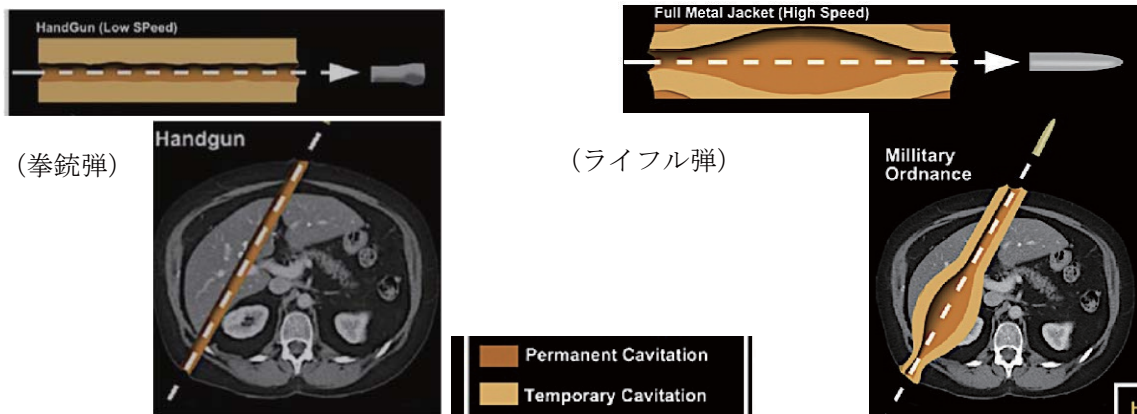 HandGun (Low SPeed)
Full Metal Jacket (High Speed)
(拳銃弾)
Handgun
(ライフル弾)
Millitary
Ordnance
Permanent Cavitation
Temporary Cavitation